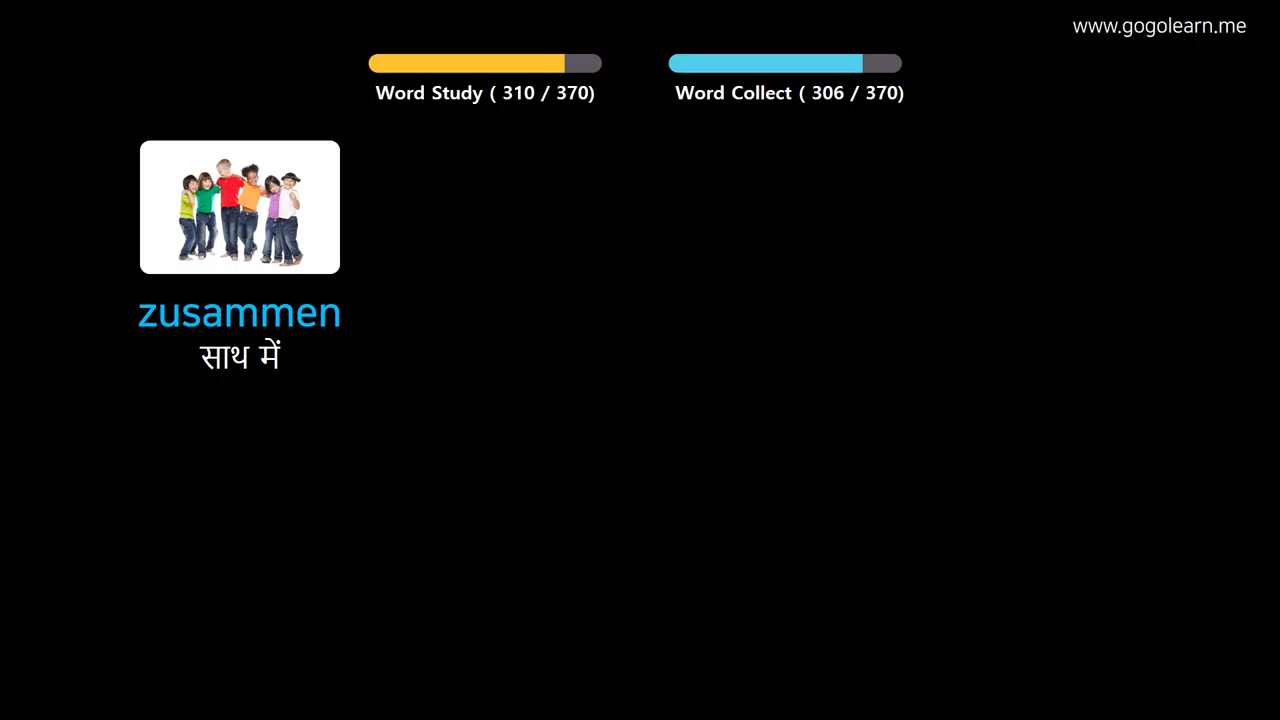 www.gogolearn.me
Word Study ( 310 / 370)
Word Collect ( 306 / 370)
zusammen
साथ में